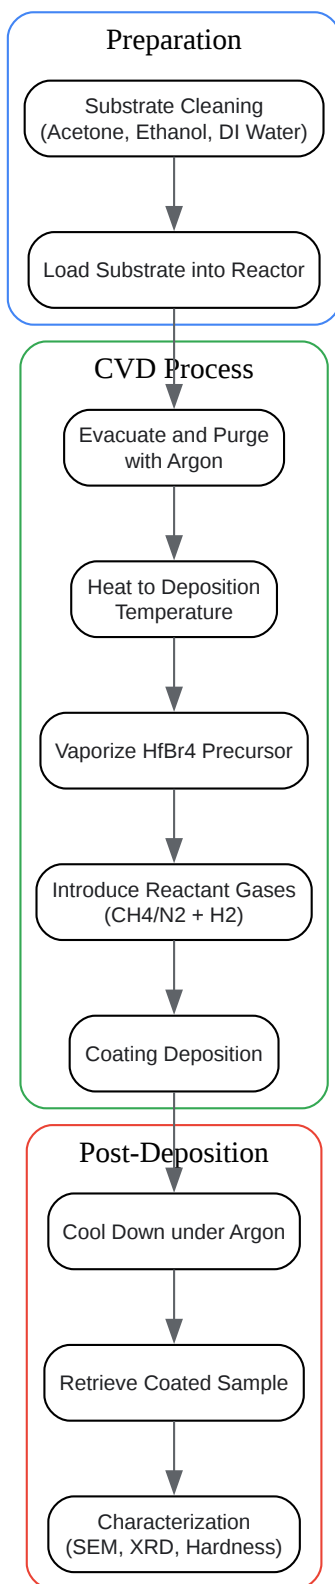 Preparation
Substrate Cleaning
(Acetone, Ethanol, DI Water)
Load Substrate into Reactor
CVD Process
Evacuate and Purge
with Argon
Heat to Deposition
Temperature
Vaporize HfBr4 Precursor
Introduce Reactant Gases
(CH4/N2 + H2)
Coating Deposition
Post-Deposition
Cool Down under Argon
Retrieve Coated Sample
Characterization
(SEM, XRD, Hardness)